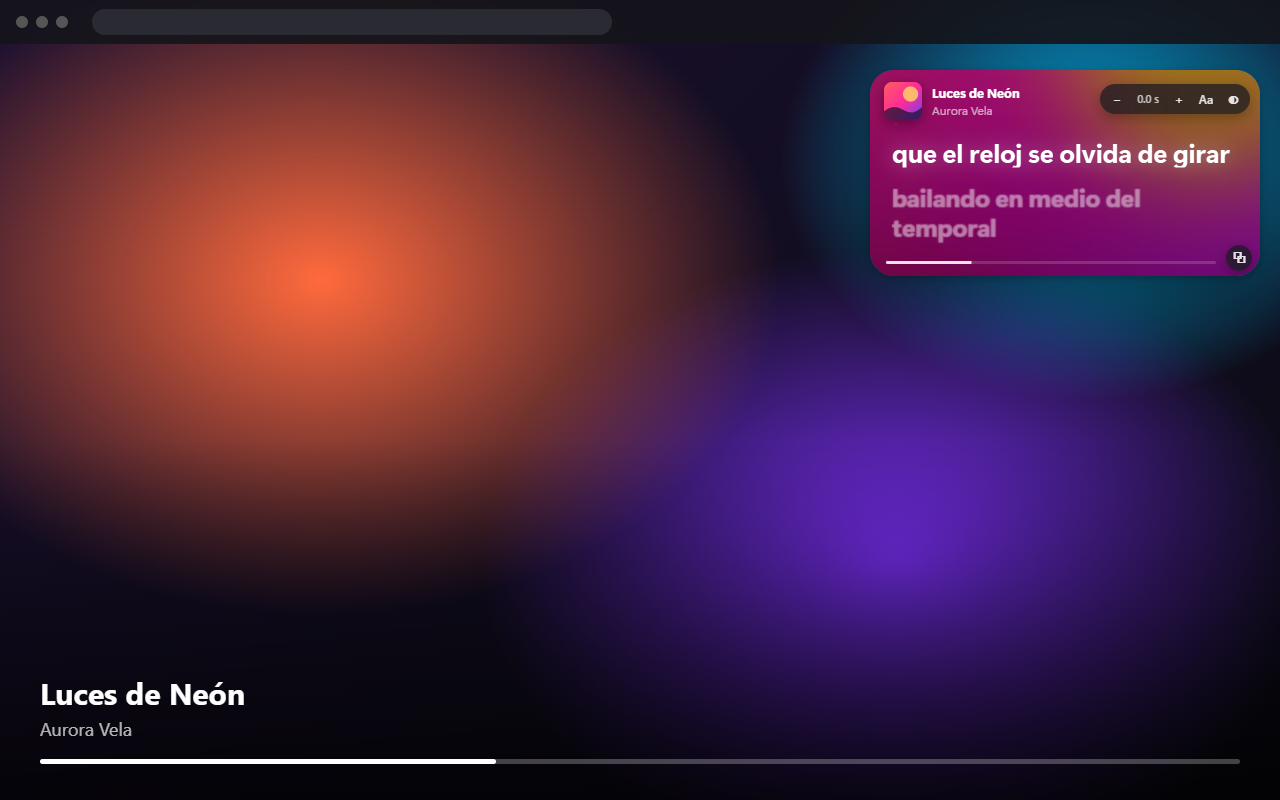 Luces de Neón
Aurora Vela
− 0.0 s + Aa
que el reloj se olvida de girar
bailando en medio del
temporal
Luces de Neón
Aurora Vela